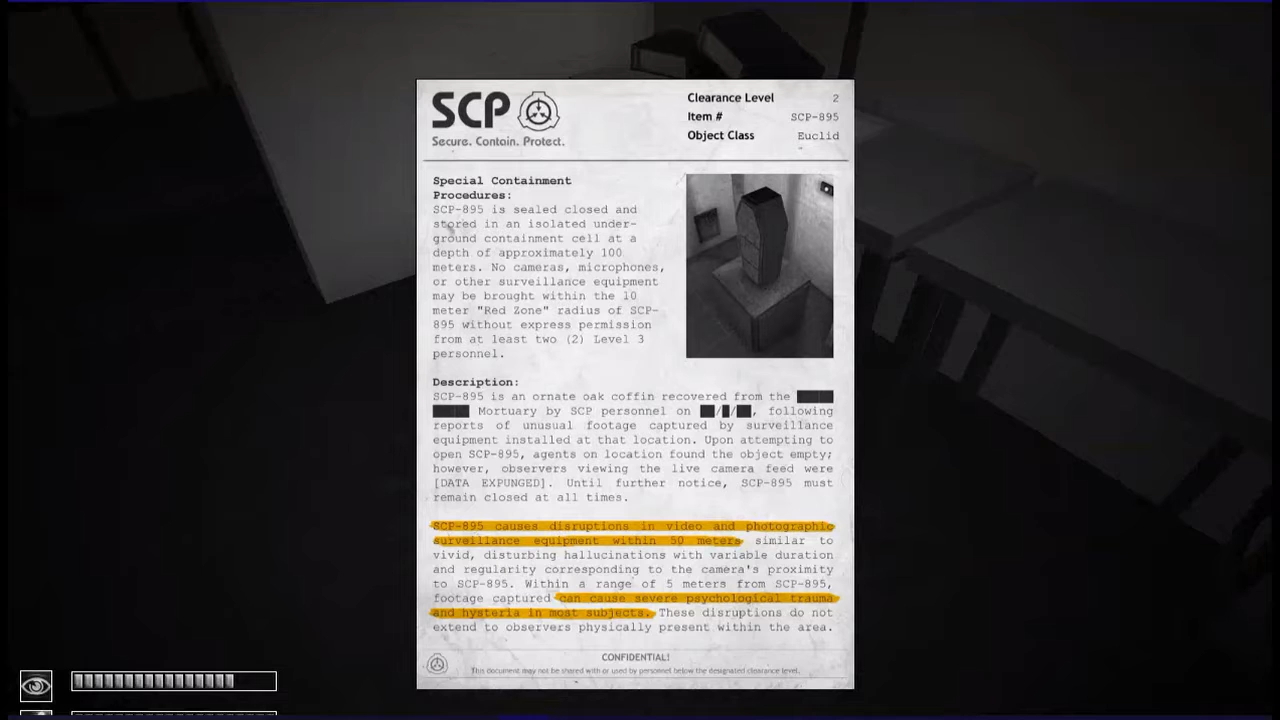 SCP
Secure. Contain. Protect.
Clearance Level 2
Item # SCP-895
Object Class Euclid
Special Containment
Procedures:
SCP-895 is sealed closed and
stored in an isolated under-
ground containment cell at a
depth of approximately 100
meters. No cameras, microphones,
or other surveillance equipment
may be brought within the 10
meter "Red Zone" radius of SCP-
895 without express permission
from at least two (2) Level 3
personnel.
Description:
SCP-895 is an ornate oak coffin recovered from the
Mortuary by SCP personnel on / / , following
reports of unusual footage captured by surveillance
equipment installed at that location. Upon attempting to
open SCP-895, agents on location found the object empty;
however, observers viewing the live camera feed were
[DATA EXPUNGED]. Until further notice, SCP-895 must
remain closed at all times.
SCP-895 causes disruptions in video and photographic
surveillance equipment within 50 meters similar to
vivid, disturbing hallucinations with variable duration
and regularity corresponding to the camera's proximity
to SCP-895. Within a range of 5 meters from SCP-895,
footage captured can cause severe psychological trauma
and hysteria in most subjects. These disruptions do not
extend to observers physically present within the area.
CONFIDENTIAL!
This document may not be shared with or used by personnel below the designated clearance level.